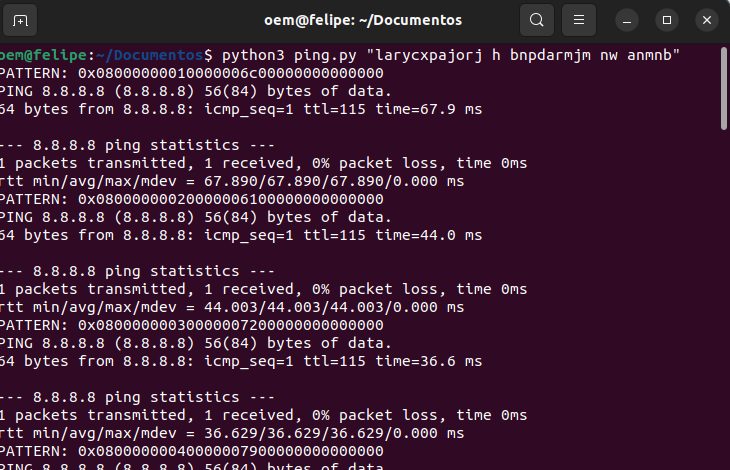 oem@felipe: ~/Documentos
oem@felipe:~/Documentos$ python3 ping.py "larycxpajorj h bnpdarmjm nw anmnb"
PATTERN: 0x08000000010000006c00000000000000
PING 8.8.8.8 (8.8.8.8) 56(84) bytes of data.
64 bytes from 8.8.8.8: icmp_seq=1 ttl=115 time=67.9 ms
--- 8.8.8.8 ping statistics ---
1 packets transmitted, 1 received, 0% packet loss, time 0ms
rtt min/avg/max/mdev = 67.890/67.890/67.890/0.000 ms
PATTERN: 0x08000000020000006100000000000000
PING 8.8.8.8 (8.8.8.8) 56(84) bytes of data.
64 bytes from 8.8.8.8: icmp_seq=1 ttl=115 time=44.0 ms
--- 8.8.8.8 ping statistics ---
1 packets transmitted, 1 received, 0% packet loss, time 0ms
rtt min/avg/max/mdev = 44.003/44.003/44.003/0.000 ms
PATTERN: 0x08000000030000007200000000000000
PING 8.8.8.8 (8.8.8.8) 56(84) bytes of data.
64 bytes from 8.8.8.8: icmp_seq=1 ttl=115 time=36.6 ms
--- 8.8.8.8 ping statistics ---
1 packets transmitted, 1 received, 0% packet loss, time 0ms
rtt min/avg/max/mdev = 36.629/36.629/36.629/0.000 ms
PATTERN: 0x08000000040000007900000000000000
PING 8.8.8.8 (8.8.8.8) 56(84) bytes of data.